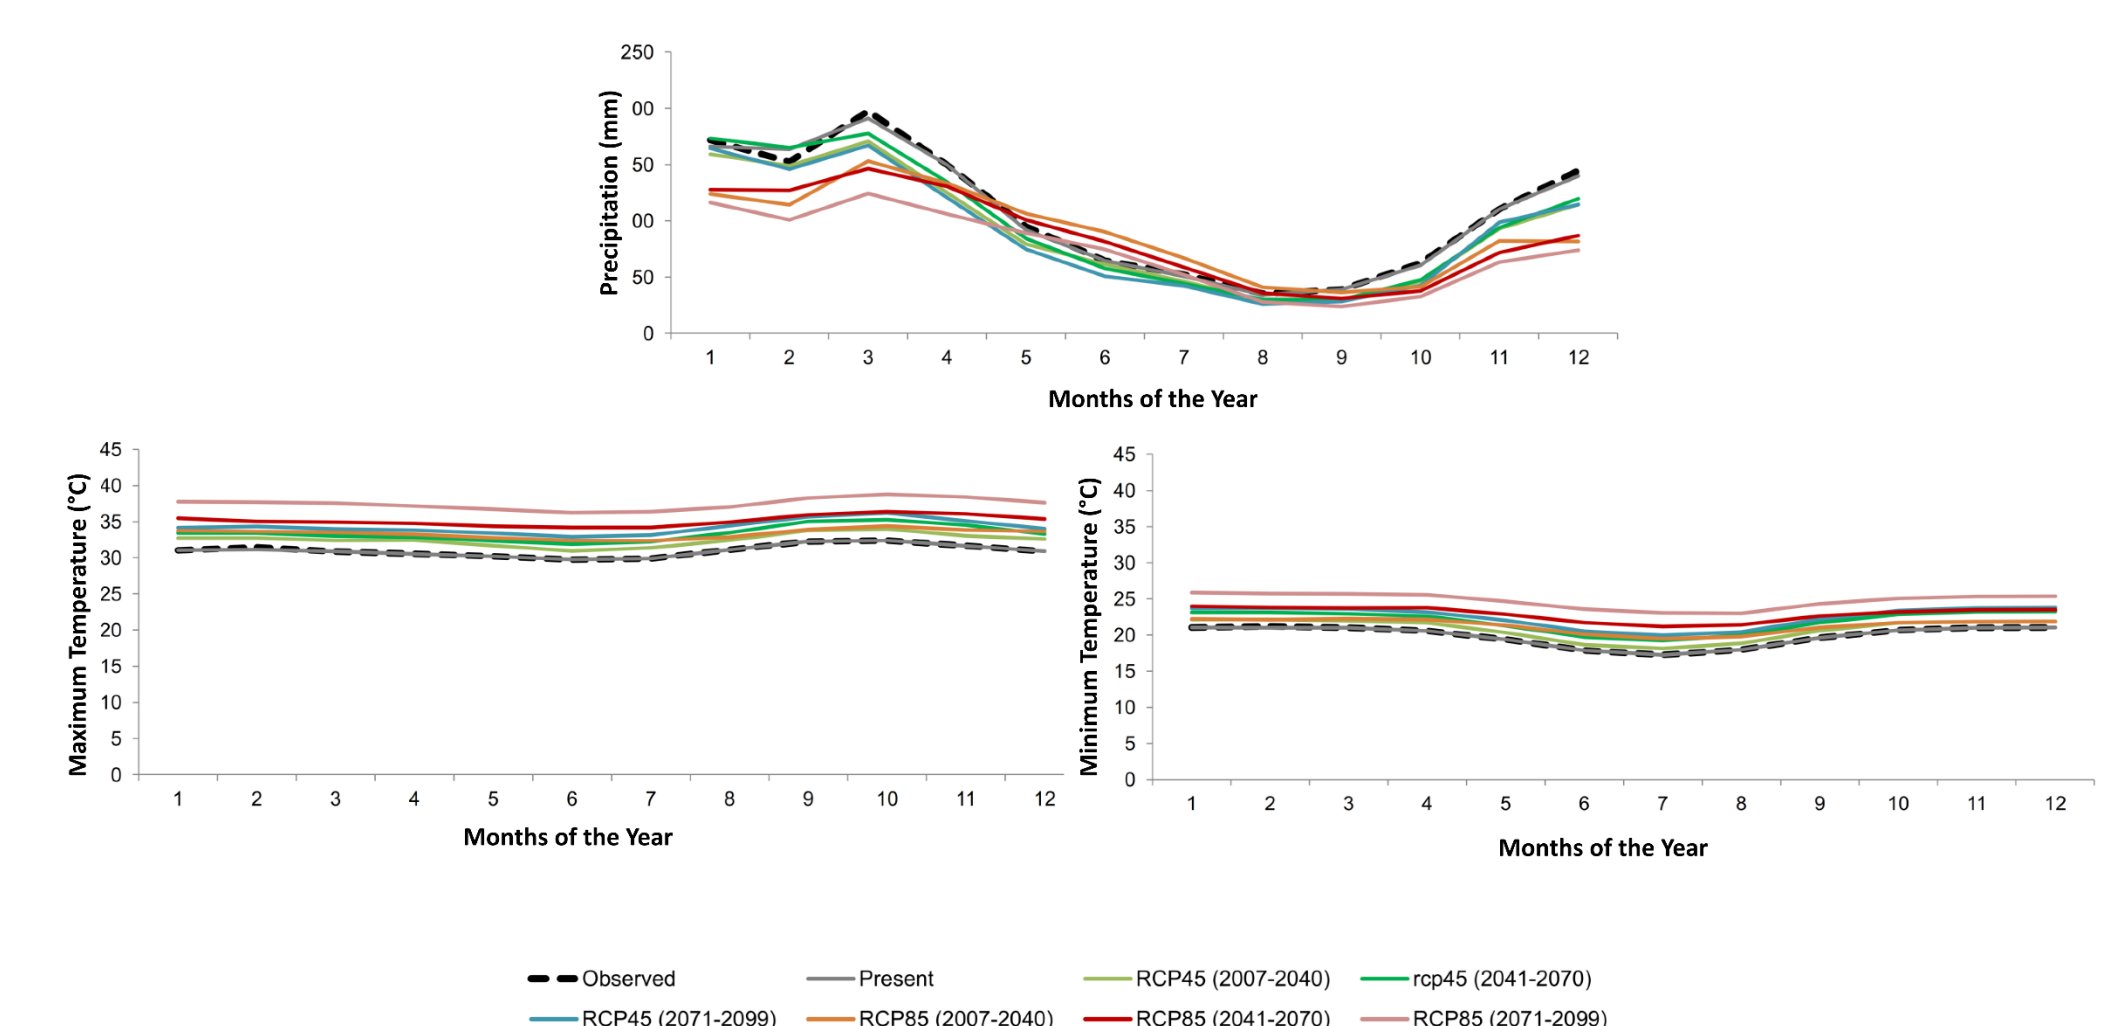 250
00
50
00
50
0
Precipitation (mm)
1 2 3 4 5 6 7 8 9 10 11 12
Months of the Year
45
40
35
30
25
20
15
10
5
0
Maximum Temperature (°C)
1 2 3 4 5 6 7 8 9 10 11 12
Months of the Year
45
40
35
30
25
20
15
10
5
0
Minimum Temperature (°C)
1 2 3 4 5 6 7 8 9 10 11 12
Months of the Year
Observed Present RCP45 (2007-2040) rcp45 (2041-2070)
RCP45 (2071-2099) RCP85 (2007-2040) RCP85 (2041-2070) RCP85 (2071-2099)